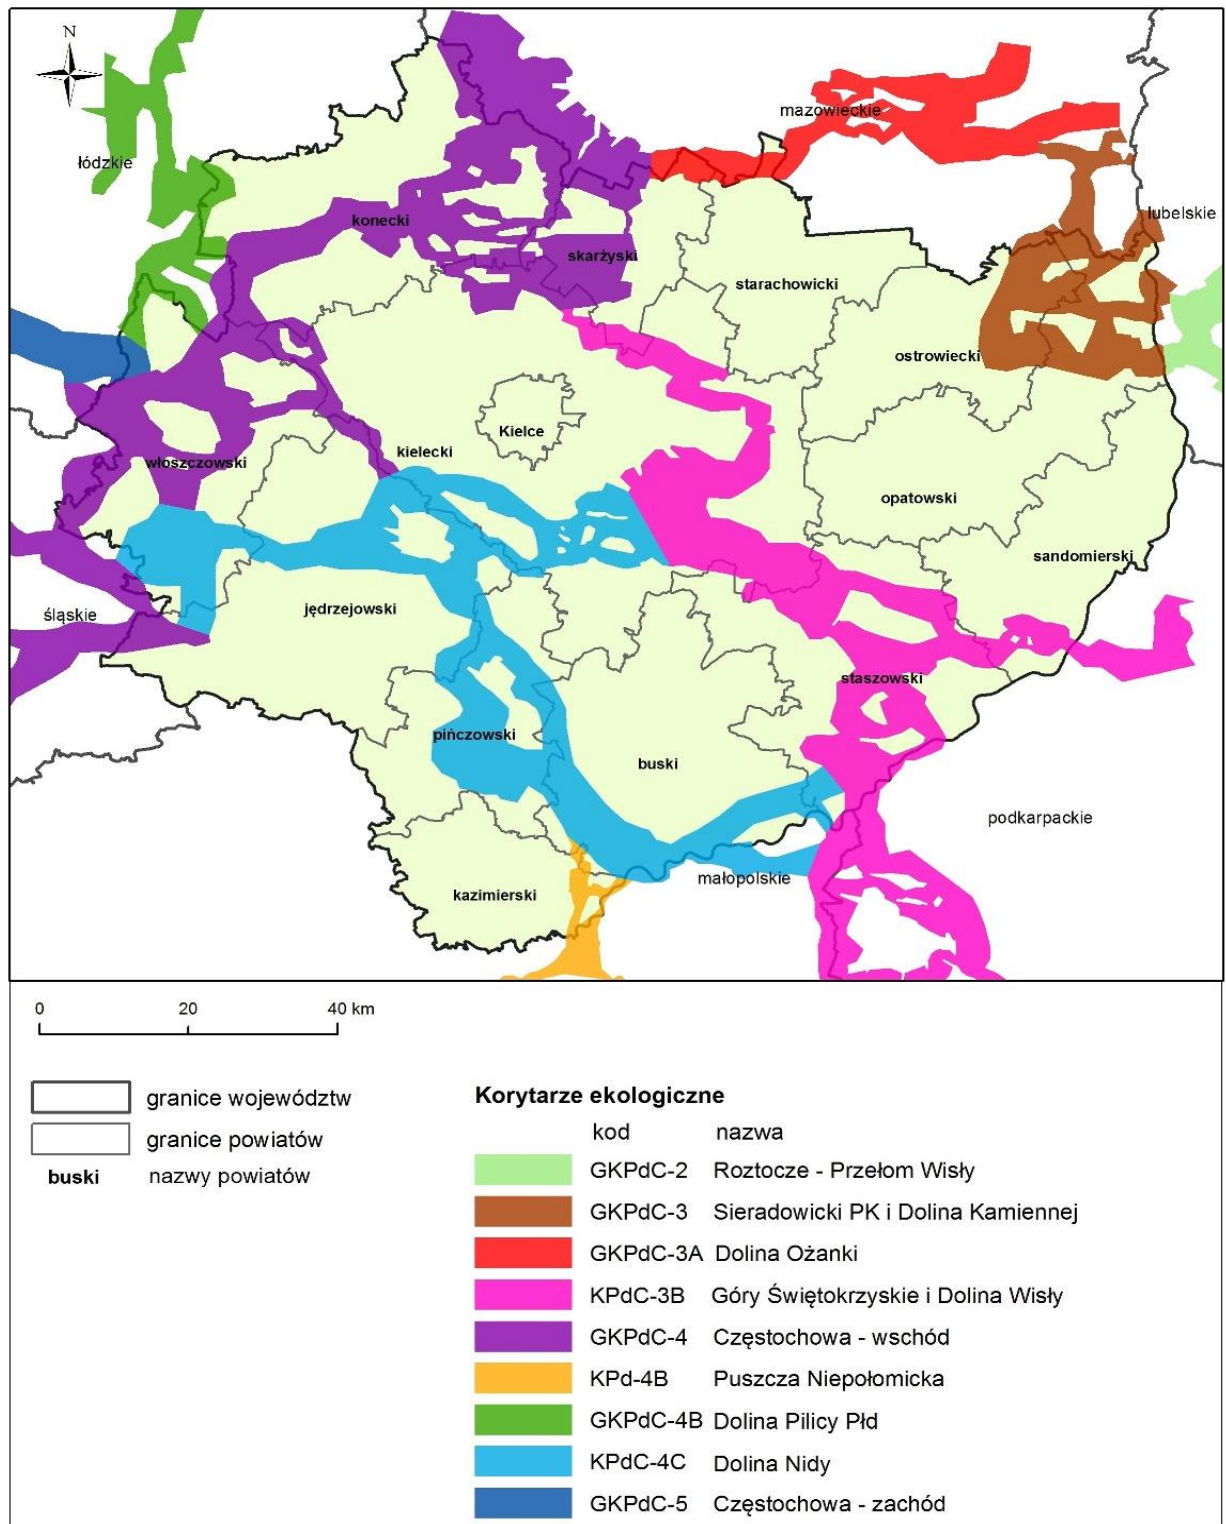 N
mazowieckie
łódzkie
lubelskie
konecki
skarżyski
starachowicki
ostrowiecki
Kielce
kielecki
włoszczowski
opatowski
sandomierski
jędrzejowski
śląskie
staszowski
pińczowski
buski
podkarpackie
małopolskie
kazimierski
0 20 40 km
granice województw
granice powiatów
buski nazwy powiatów
Korytarze ekologiczne
kod nazwa
GKPdC-2 Roztocze - Przełom Wisły
GKPdC-3 Sieradowicki PK i Dolina Kamiennej
GKPdC-3A Dolina Ożanki
KPdC-3B Góry Świętokrzyskie i Dolina Wisły
GKPdC-4 Częstochowa - wschód
KPd-4B Puszcza Niepołomicka
GKPdC-4B Dolina Pilicy Płd
KPdC-4C Dolina Nidy
GKPdC-5 Częstochowa - zachód